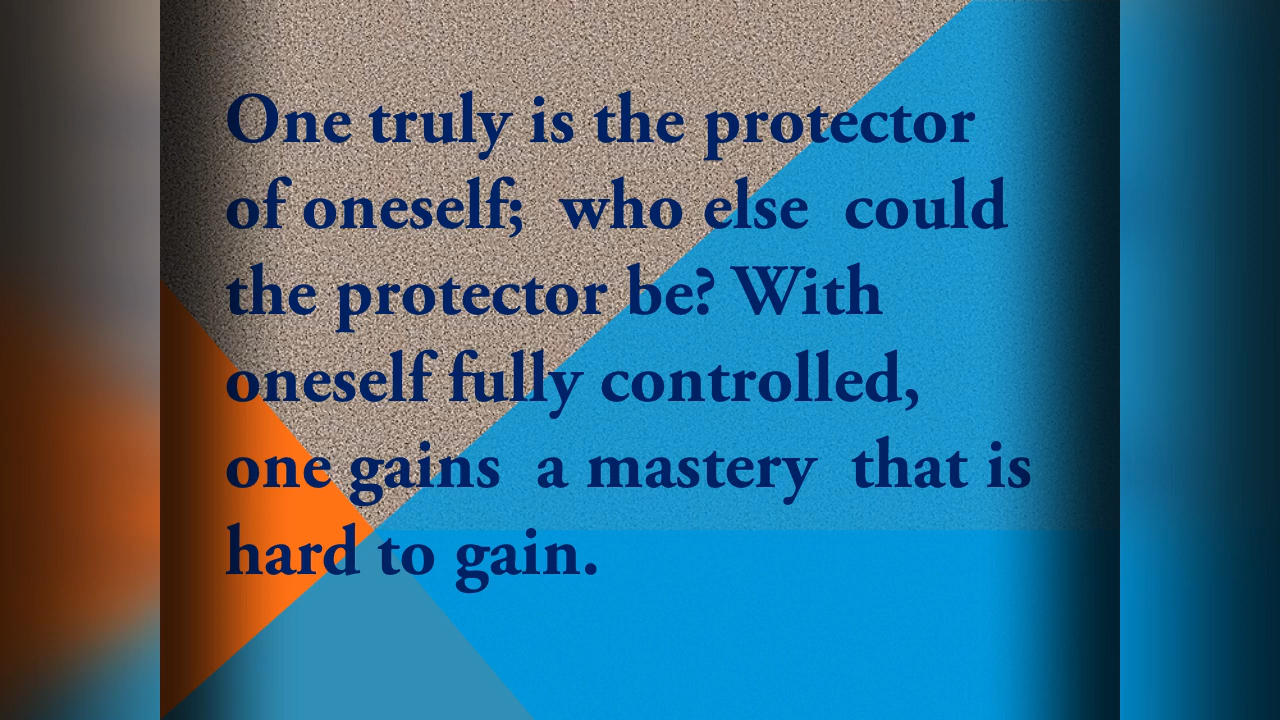 One truly is the protector
of oneself; who else could
the protector be? With
oneself fully controlled,
one gains a mastery that is
hard to gain.